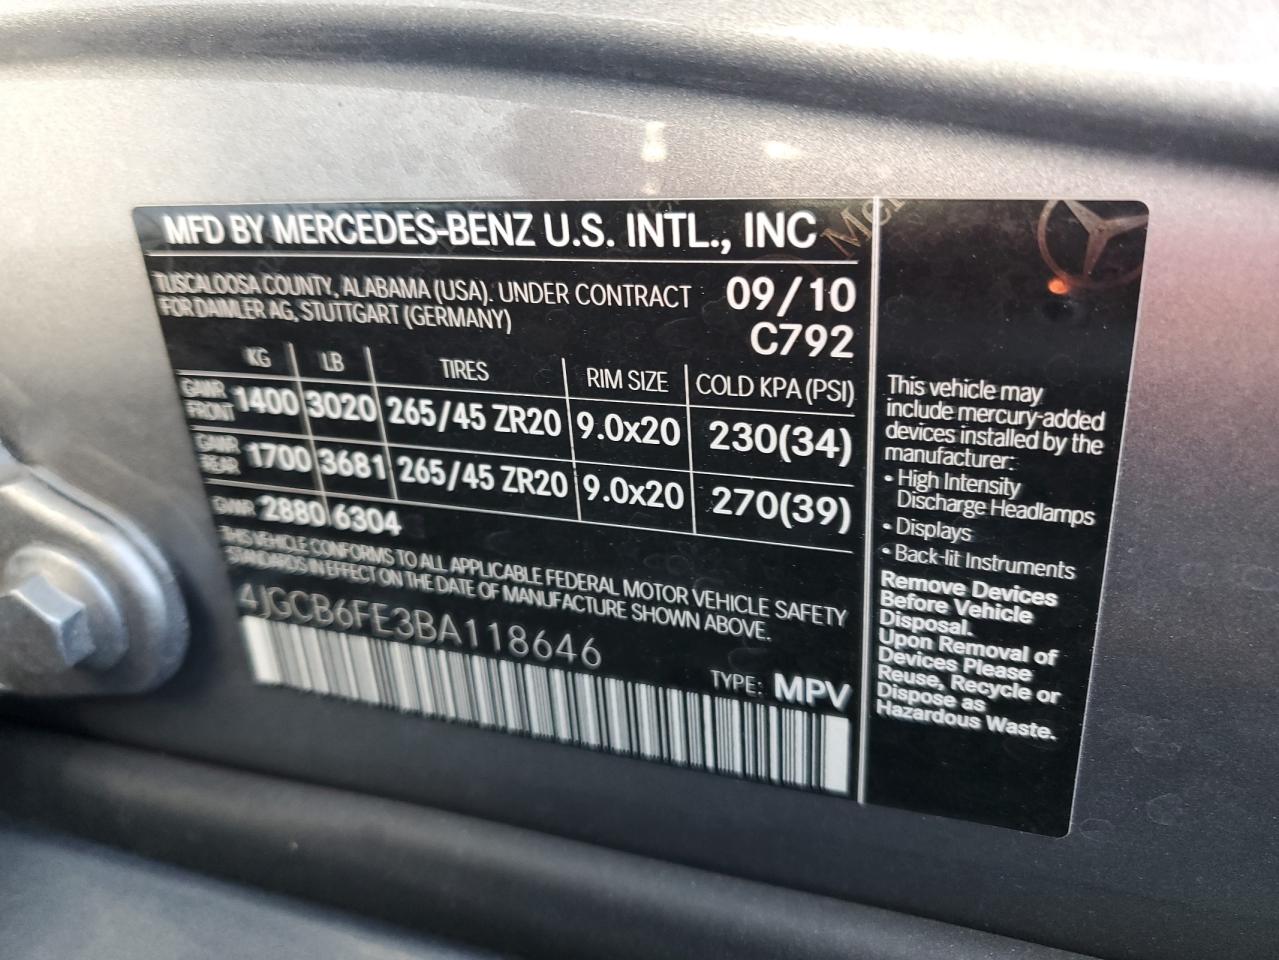 MFD BY MERCEDES-BENZ U.S. INTL., INC
TUSCALOOSA COUNTY, ALABAMA (USA). UNDER CONTRACT
FOR DAIMLER AG, STUTTGART (GERMANY)
09/10
C792
KG LB TIRES RIM SIZE COLD KPA (PSI)
GAWR FRONT 1400 3020 265/45 ZR20 9.0x20 230(34)
GAWR REAR 1700 3681 265/45 ZR20 9.0x20 270(39)
GVWR 2880 6304
THIS VEHICLE CONFORMS TO ALL APPLICABLE FEDERAL MOTOR VEHICLE SAFETY
STANDARDS IN EFFECT ON THE DATE OF MANUFACTURE SHOWN ABOVE.
4JGCB6FE3BA118646
TYPE: MPV
This vehicle may
include mercury-added
devices installed by the
manufacturer:
• High Intensity
Discharge Headlamps
• Displays
• Back-lit Instruments
Remove Devices
Before Vehicle
Disposal.
Upon Removal of
Devices Please
Reuse, Recycle or
Dispose as
Hazardous Waste.